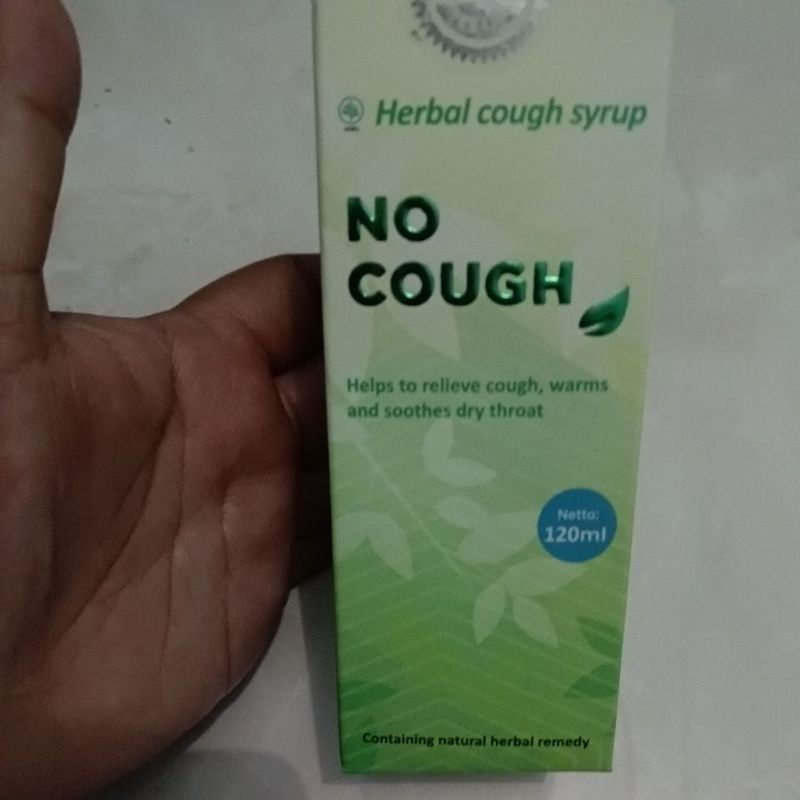 Herbal cough syrup
NO
COUGH
Helps to relieve cough, warms
and soothes dry throat
Netto:
120ml
Containing natural herbal remedy